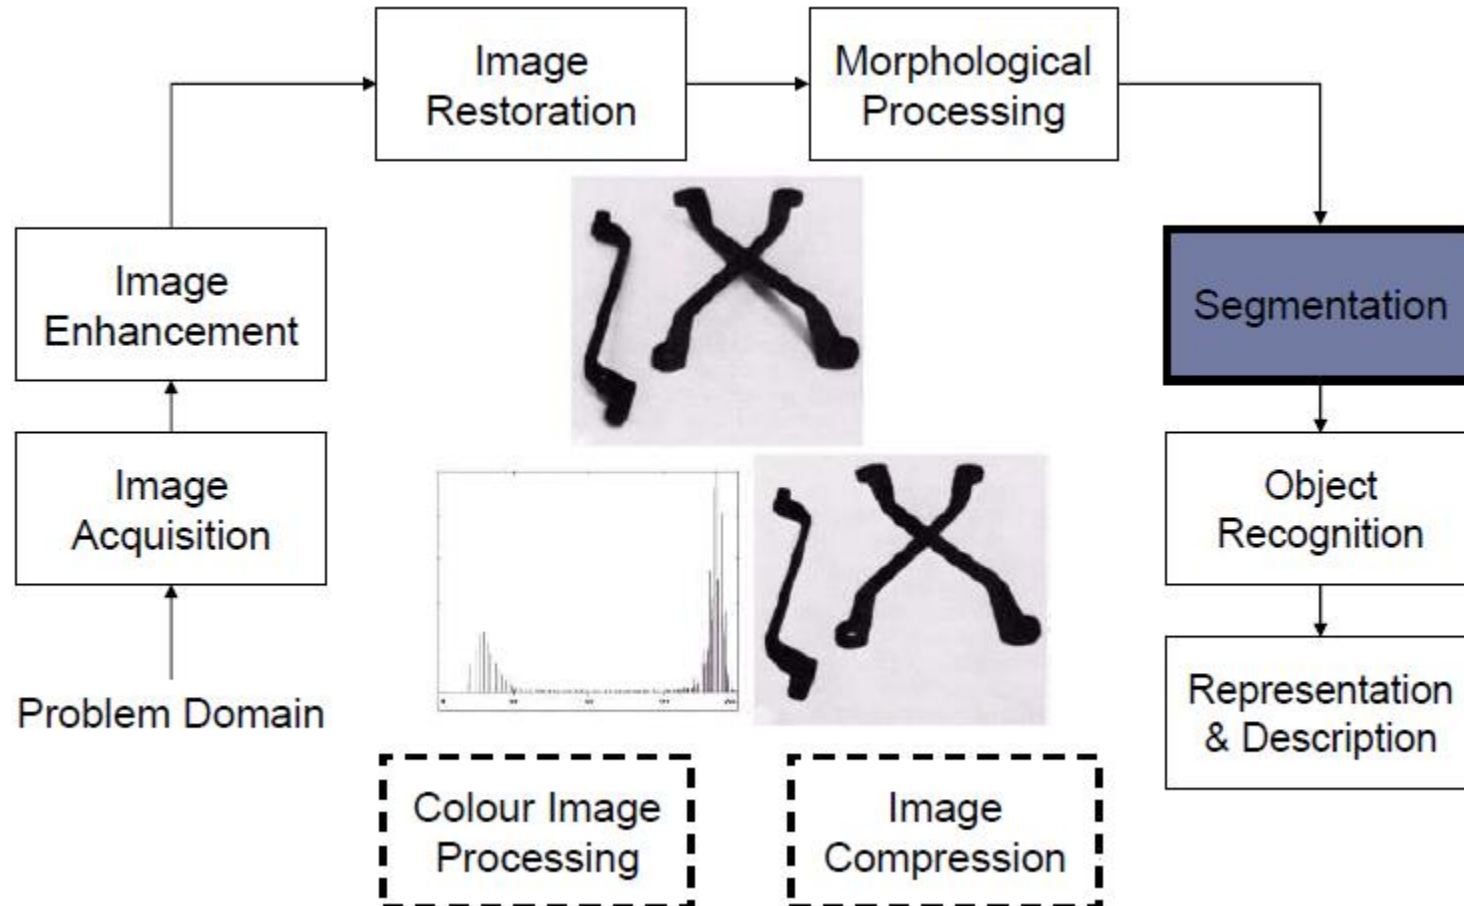 Image
Restoration
Morphological
Processing
Image
Enhancement
Segmentation
Image
Acquisition
Object
Recognition
Problem Domain
Representation
& Description
Colour Image
Processing
Image
Compression